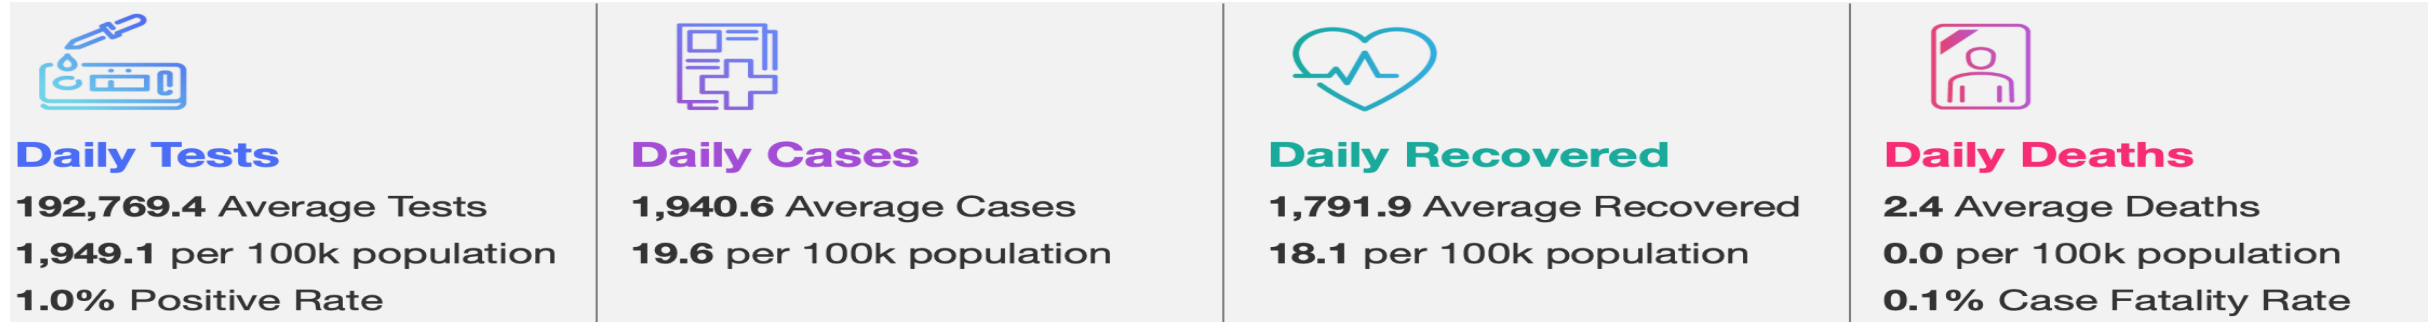 Daily Tests
192,769.4 Average Tests
1,949.1 per 100k population
1.0% Positive Rate
Daily Cases
1,940.6 Average Cases
19.6 per 100k population
Daily Recovered
1,791.9 Average Recovered
18.1 per 100k population
Daily Deaths
2.4 Average Deaths
0.0 per 100k population
0.1% Case Fatality Rate